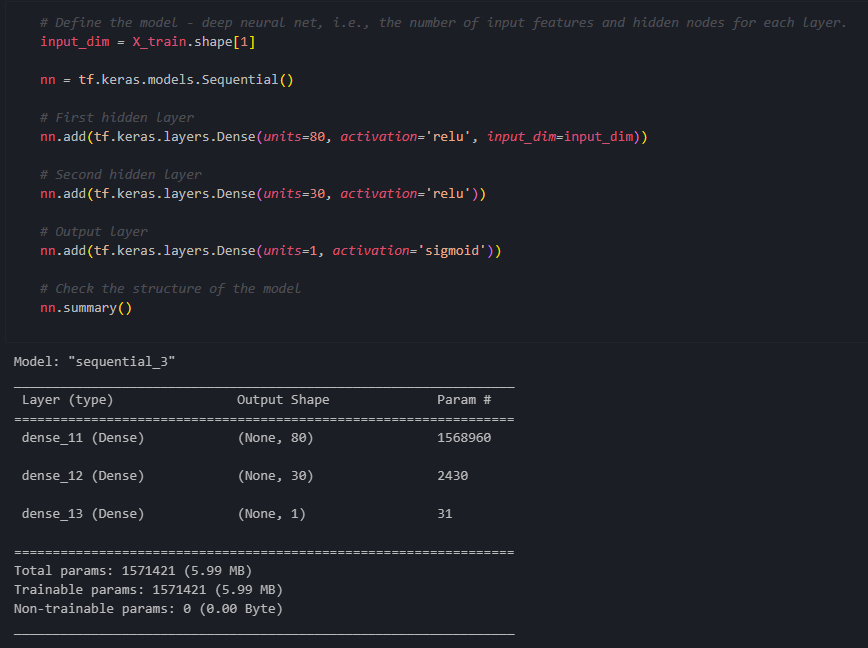 # Define the model - deep neural net, i.e., the number of input features and hidden nodes for each layer.
input_dim = X_train.shape[1]
nn = tf.keras.models.Sequential()
# First hidden layer
nn.add(tf.keras.layers.Dense(units=80, activation='relu', input_dim=input_dim))
# Second hidden layer
nn.add(tf.keras.layers.Dense(units=30, activation='relu'))
# Output layer
nn.add(tf.keras.layers.Dense(units=1, activation='sigmoid'))
# Check the structure of the model
nn.summary()
Model: "sequential_3"
_________________________________________________________________
Layer (type) Output Shape Param #
=================================================================
dense_11 (Dense) (None, 80) 1568960
dense_12 (Dense) (None, 30) 2430
dense_13 (Dense) (None, 1) 31
=================================================================
Total params: 1571421 (5.99 MB)
Trainable params: 1571421 (5.99 MB)
Non-trainable params: 0 (0.00 Byte)
_________________________________________________________________